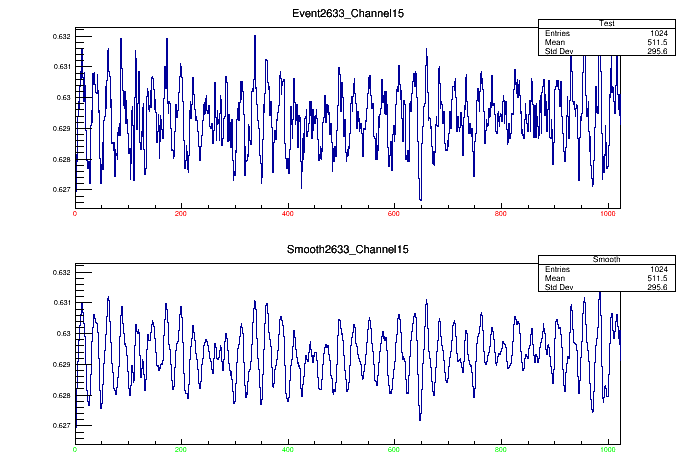 Event2633_Channel15
Test
Entries 1024
Mean 511.5
Std Dev 295.6
0.632
0.631
0.63
0.629
0.628
0.627
0 200 400 600 800 1000
Smooth2633_Channel15
Smooth
Entries 1024
Mean 511.5
Std Dev 295.6
0.632
0.631
0.63
0.629
0.628
0.627
0 200 400 600 800 1000